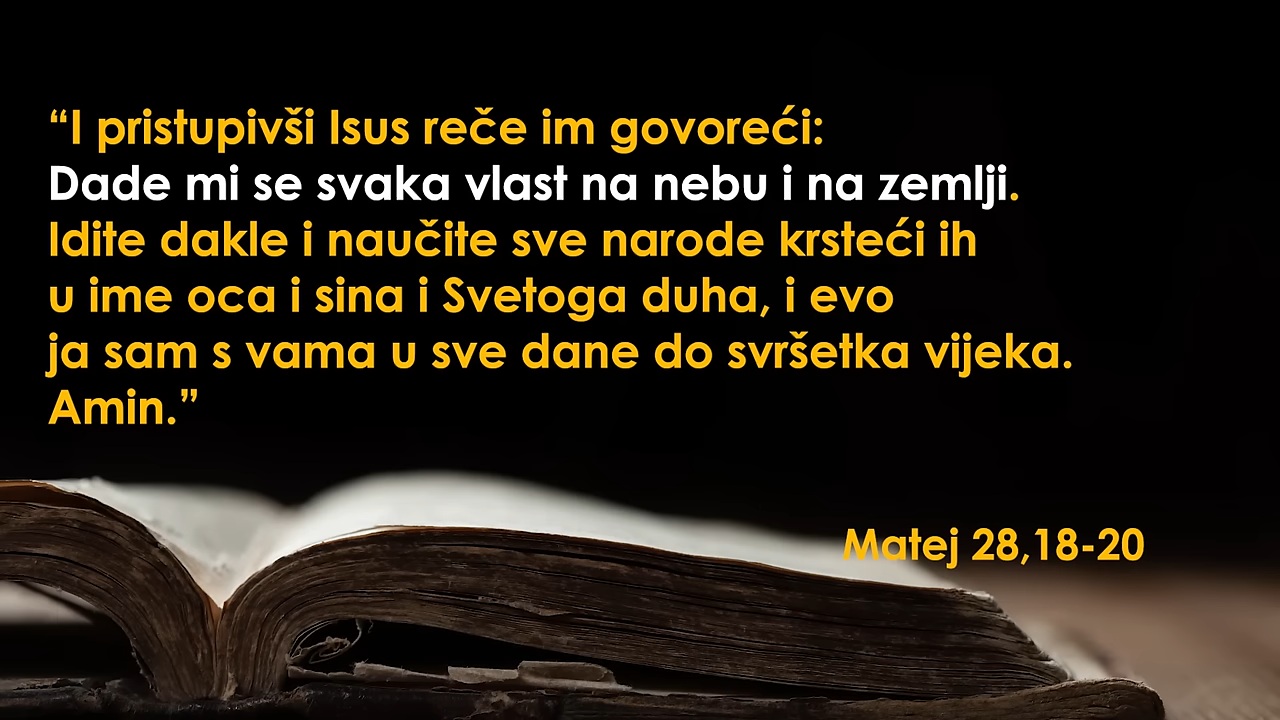 “I pristupivši Isus reče im govoreći:
Dade mi se svaka vlast na nebu i na zemlji.
Idite dakle i naučite sve narode krsteći ih
u ime oca i sina i Svetoga duha, i evo
ja sam s vama u sve dane do svršetka vijeka.
Amin.”
Matej 28,18-20